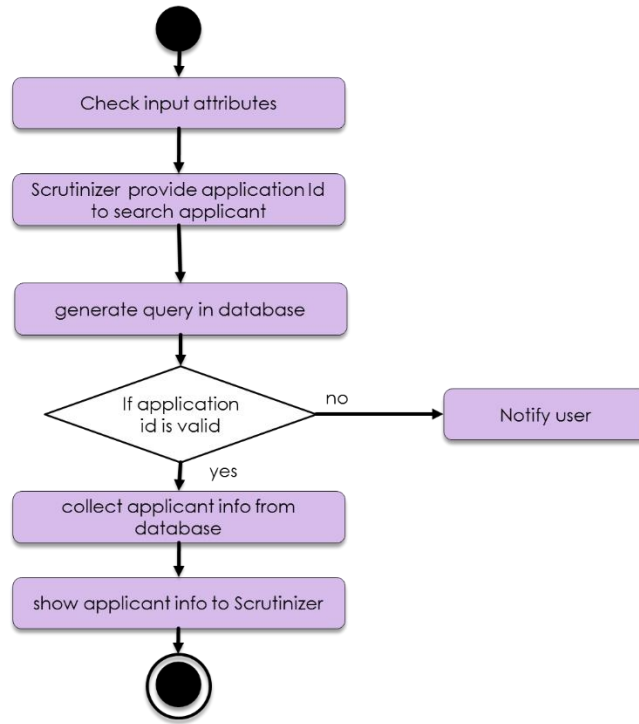 Check input attributes
Scrutinizer provide application Id
to search applicant
generate query in database
If application
id is valid
no
Notify user
yes
collect applicant info from
database
show applicant info to Scrutinizer